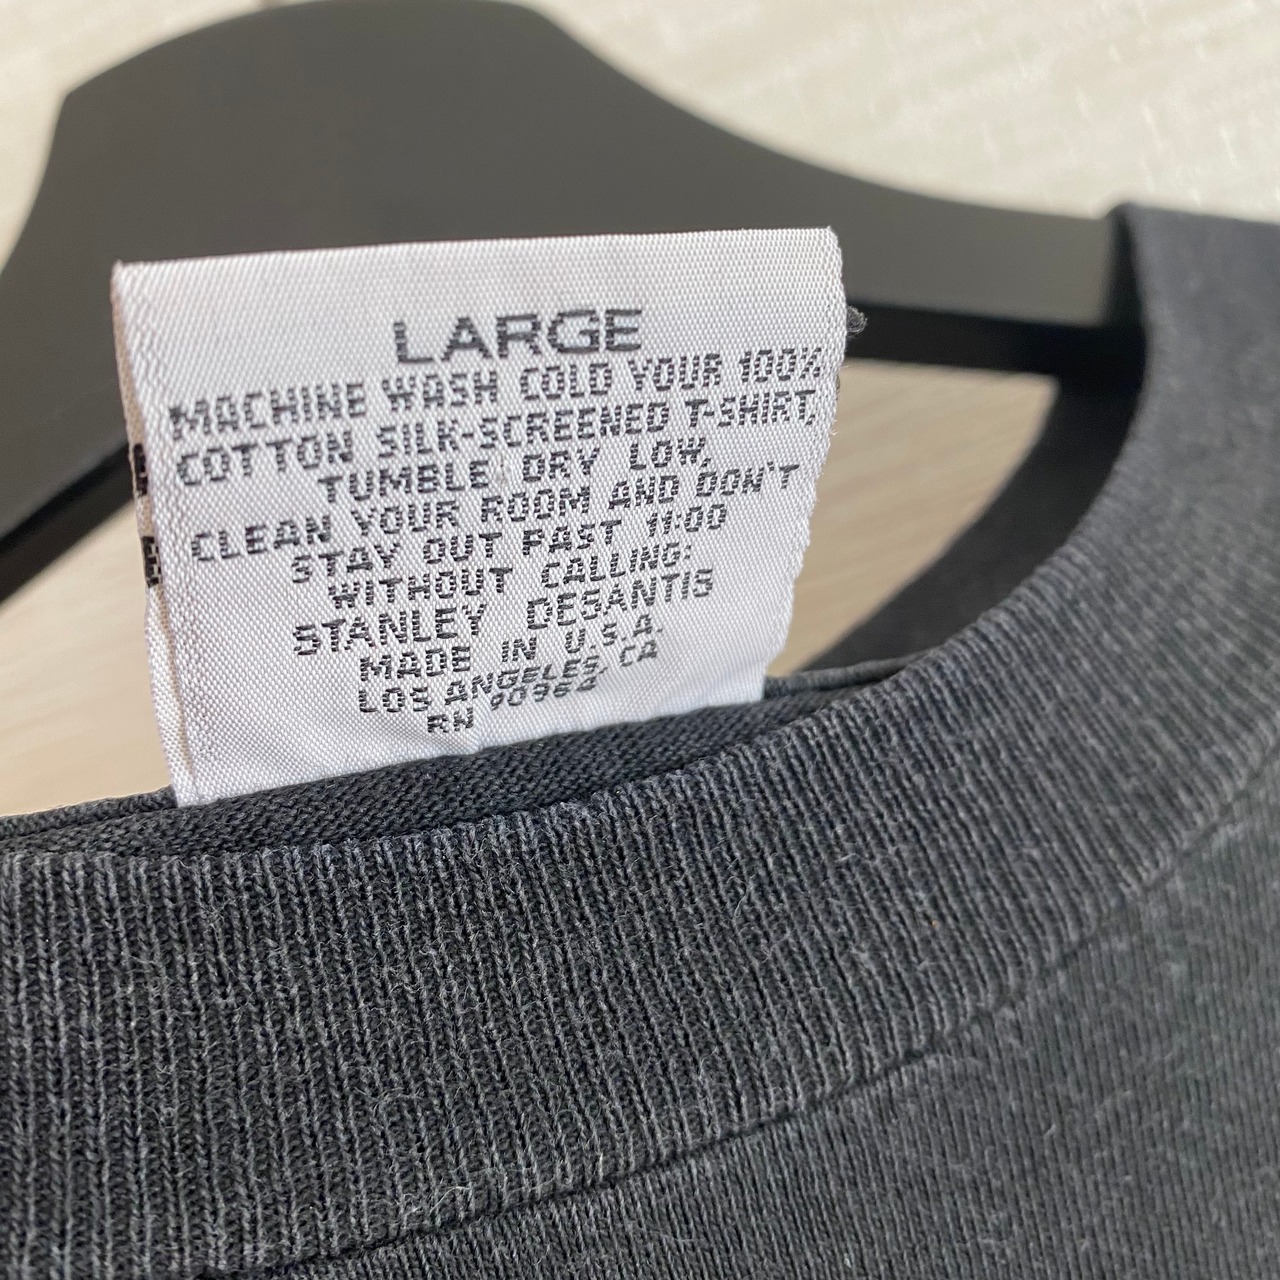 LARGE
MACHINE WASH COLD YOUR 100%
COTTON SILK-SCREENED T-SHIRT,
TUMBLE DRY LOW,
CLEAN YOUR ROOM AND DON'T
STAY OUT PAST 11:00
WITHOUT CALLING:
STANLEY DESANTIS
MADE IN U.S.A.
LOS ANGELES, CA
RN